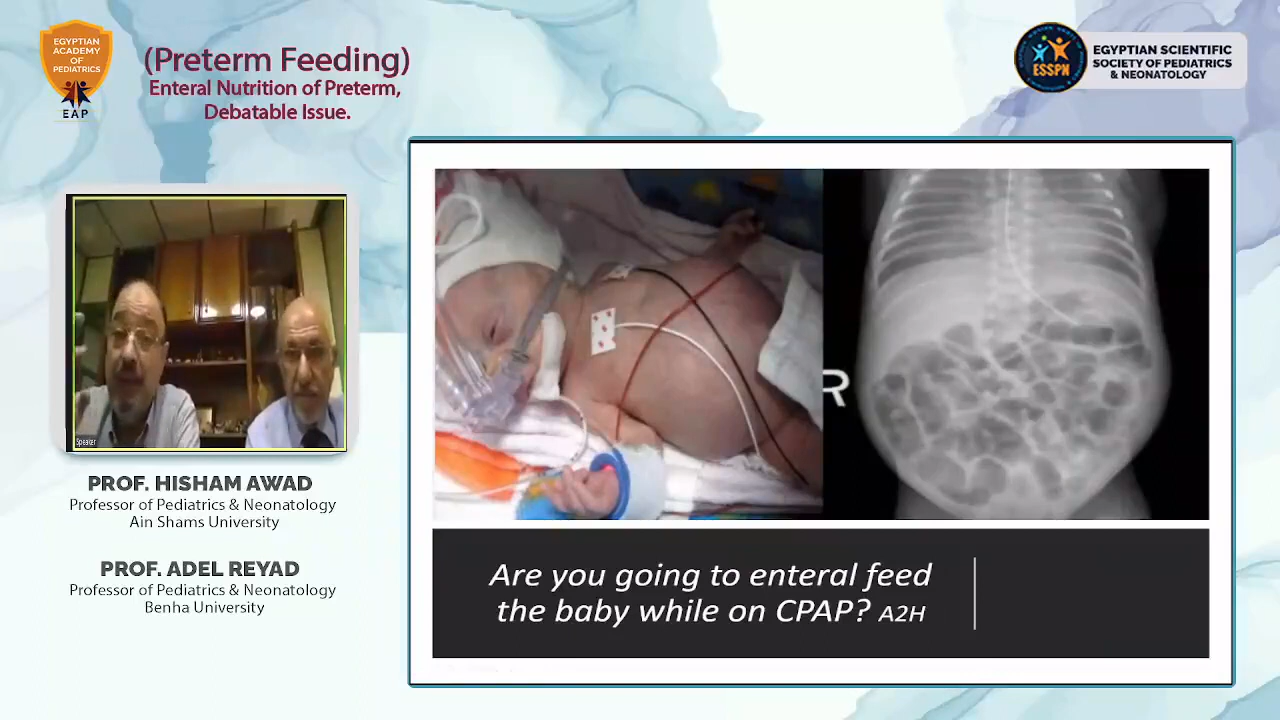 EGYPTIAN
ACADEMY
OF
PEDIATRICS
EAP
(Preterm Feeding)
Enteral Nutrition of Preterm,
Debatable Issue.
ESSPN
EGYPTIAN SCIENTIFIC
SOCIETY OF PEDIATRICS
& NEONATOLOGY
Speaker
PROF. HISHAM AWAD
Professor of Pediatrics & Neonatology
Ain Shams University
PROF. ADEL REYAD
Professor of Pediatrics & Neonatology
Benha University
R
Are you going to enteral feed
the baby while on CPAP? A2H